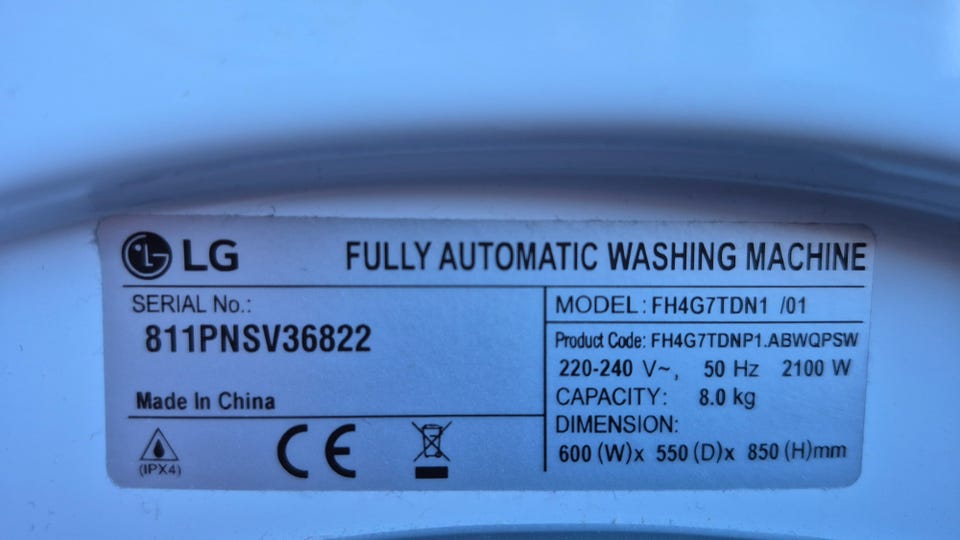 LG FULLY AUTOMATIC WASHING MACHINE
SERIAL No.:
811PNSV36822
Made In China
(IPX4)
CE
MODEL : FH4G7TDN1 /01
Product Code: FH4G7TDNP1.ABWQPSW
220-240 V~, 50 Hz 2100 W
CAPACITY: 8.0 kg
DIMENSION:
600 (W)x 550 (D)x 850 (H)mm